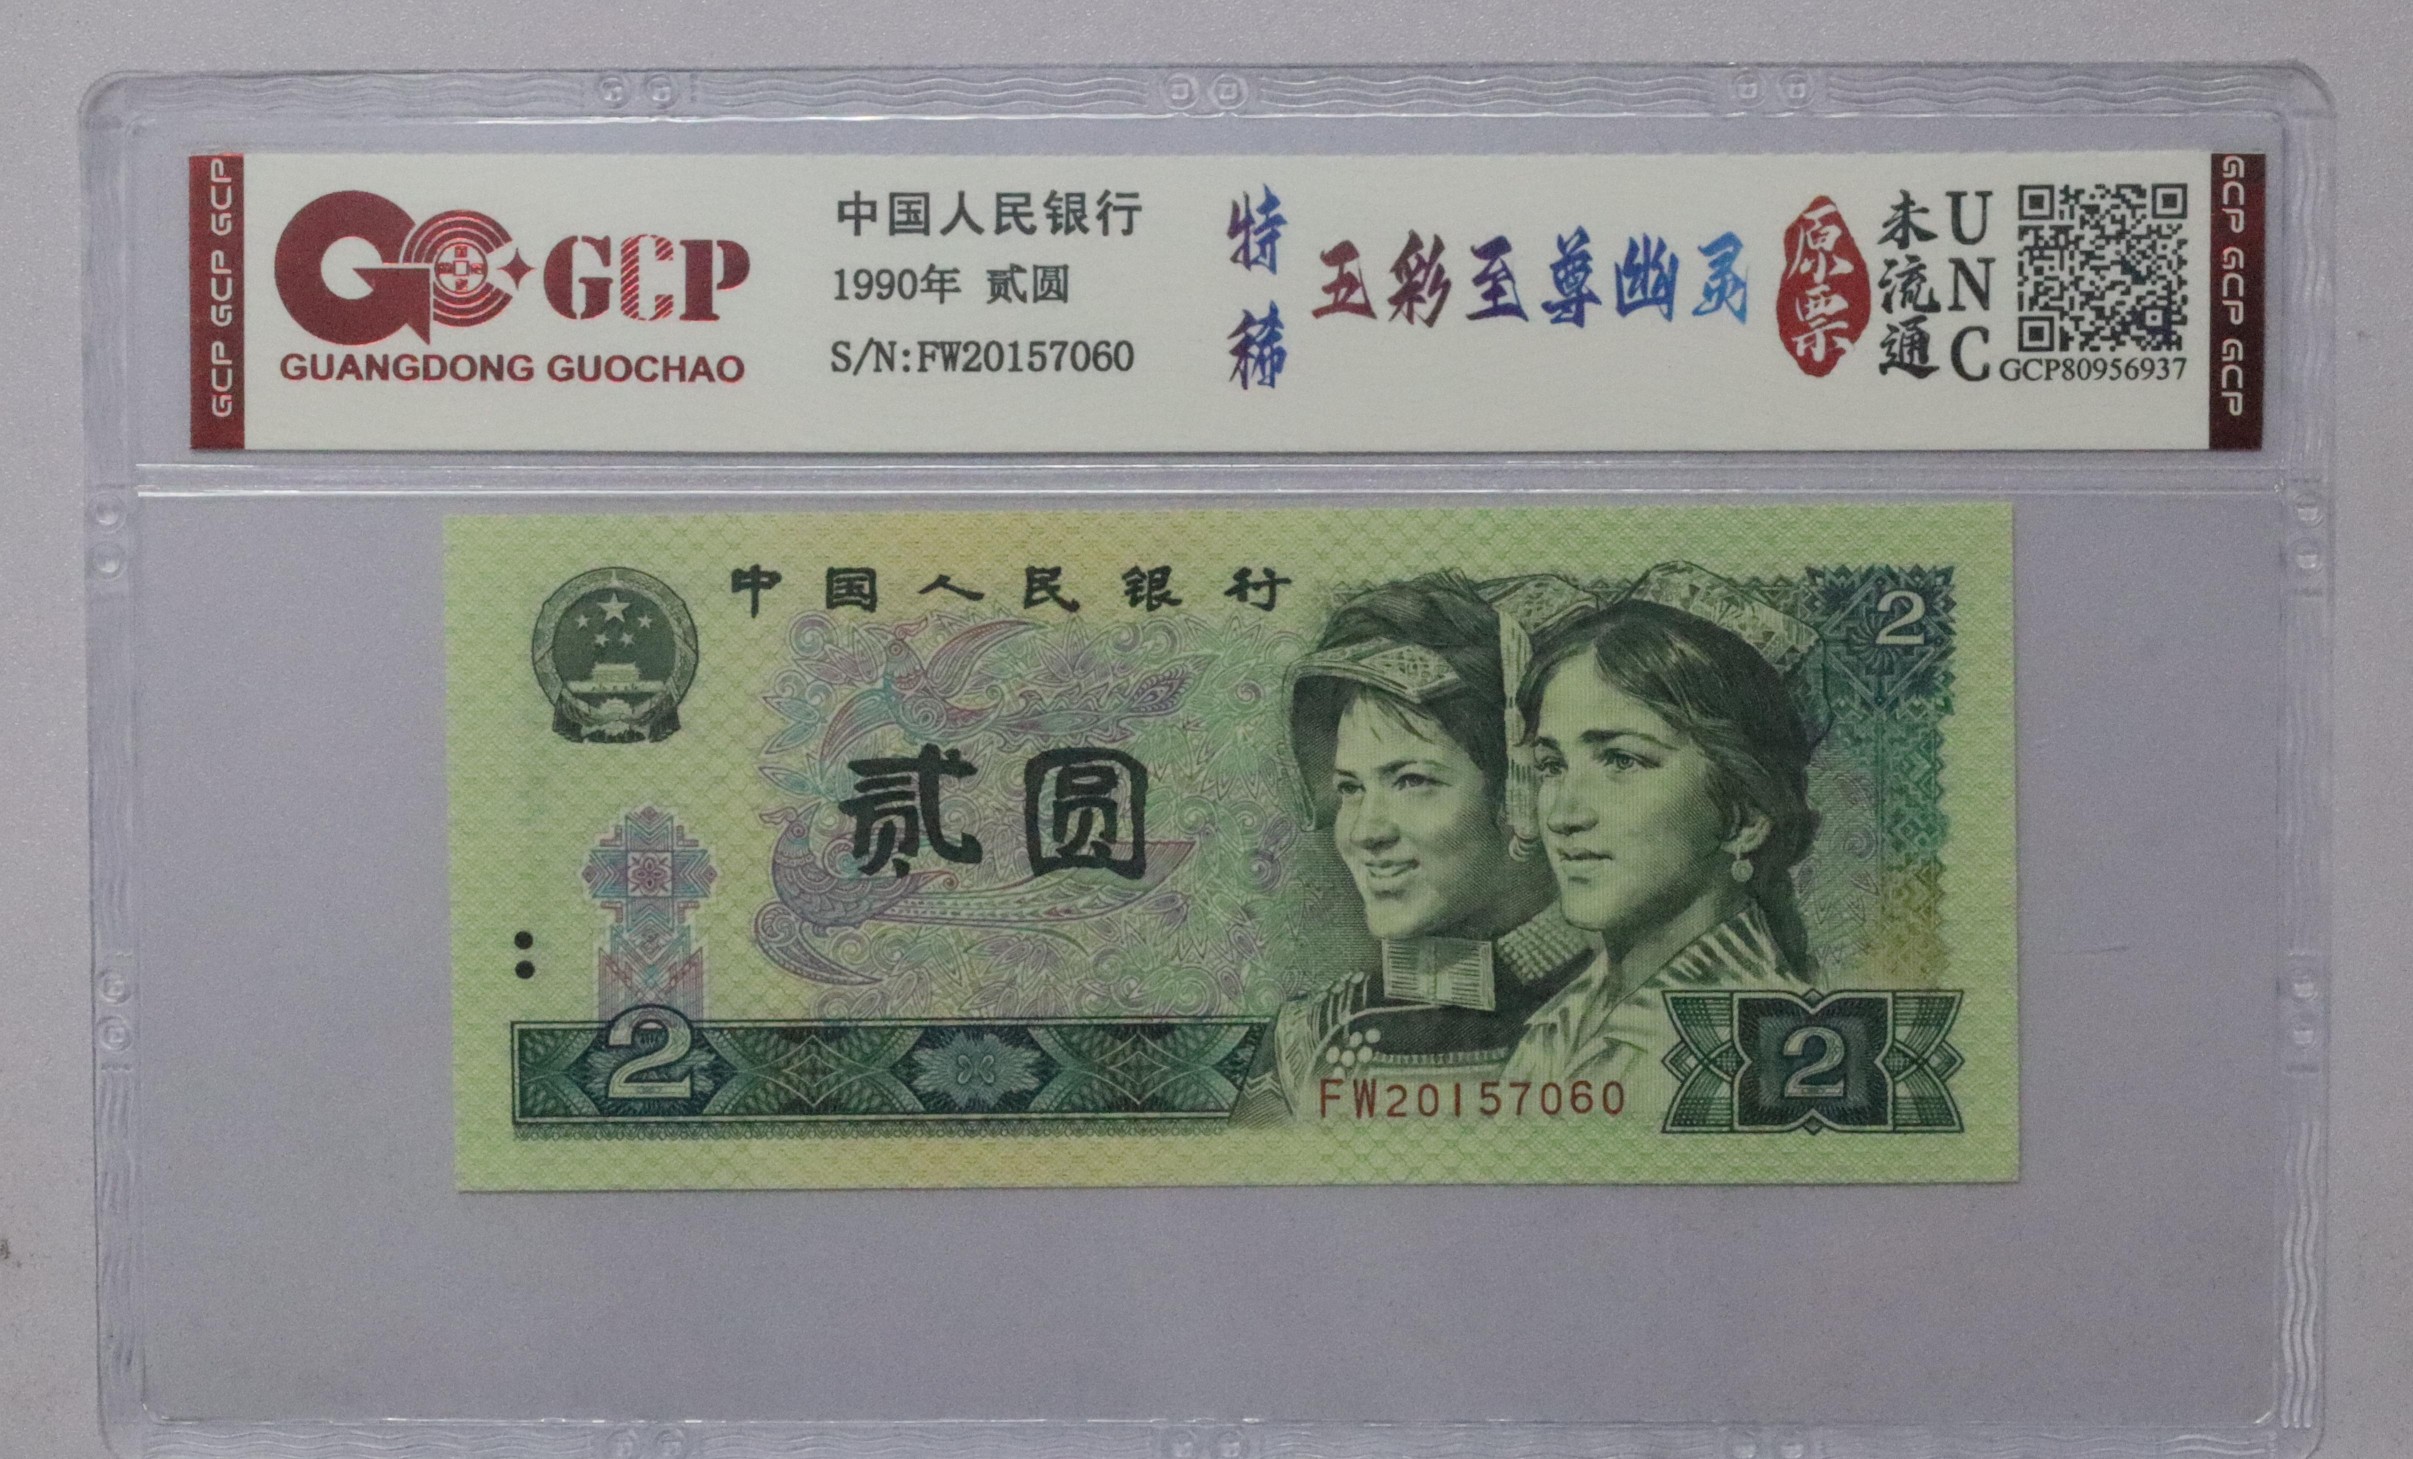 GCP GCP GCP
GCP
GUANGDONG GUOCHAO
中国人民银行
1990年 贰圆
S/N:FW20157060
特稀
五彩至尊幽灵
原票
未流通
UNC
GCP80956937
GCP GCP GCP
中国人民银行
2
贰圆
2
FW20157060
2